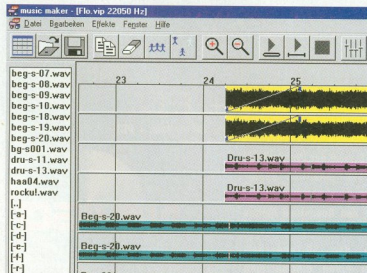 music maker - [Flo.vip 22050 Hz]
Datei Bearbeiten Effekte Fenster Hilfe
23 24 25
beg-s-07.wav
beg-s-08.wav
beg-s-09.wav
beg-s-10.wav
beg-s-18.wav
beg-s-19.wav
beg-s-20.wav
bg-s001.wav
dru-s-11.wav
dru-s-13.wav
haa04.wav
rocku!.wav
[..]
[-a-]
[-c-]
[-d-]
[-e-]
[-f-]
[-r-]
Dru-s-13.wav
Dru-s-13.wav
Beg-s-20.wav
Beg-s-20.wav